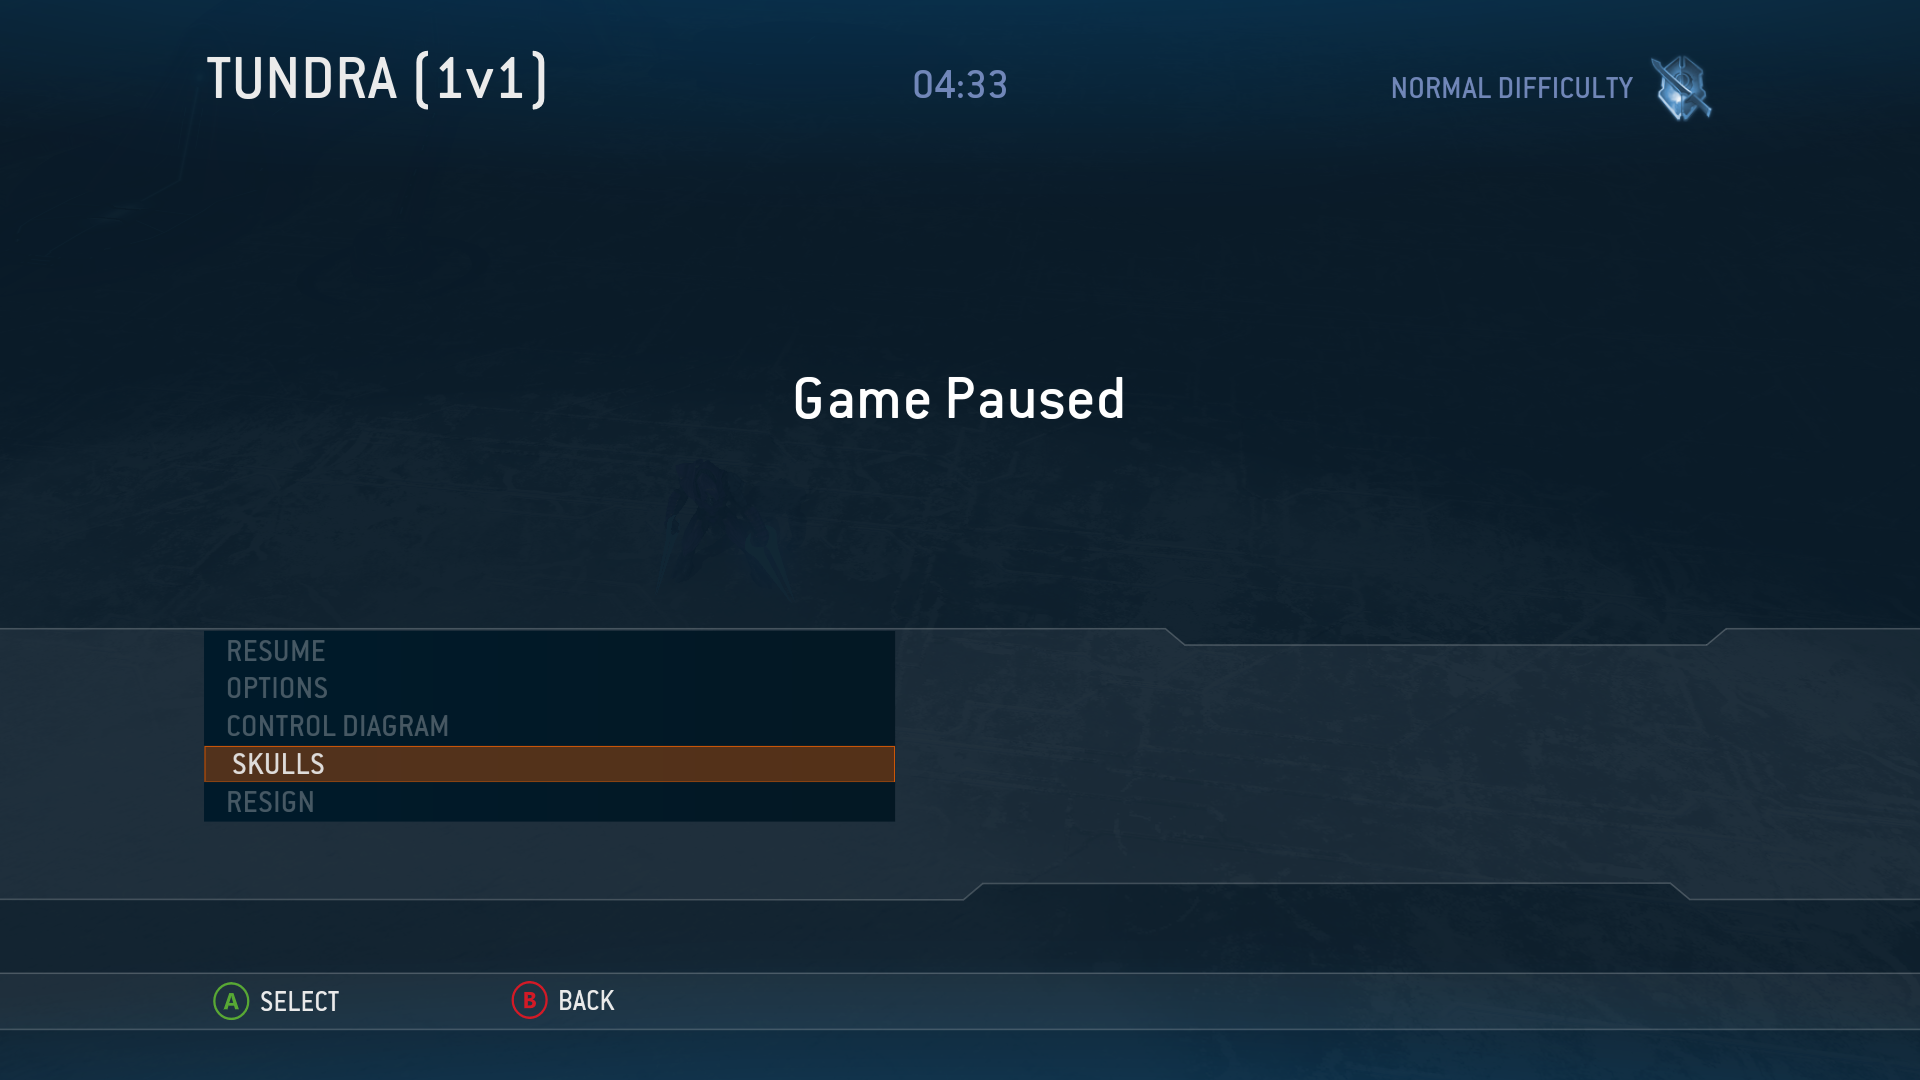 TUNDRA (1v1)
04:33
NORMAL DIFFICULTY
Game Paused
RESUME
OPTIONS
CONTROL DIAGRAM
SKULLS
RESIGN
A SELECT
B BACK